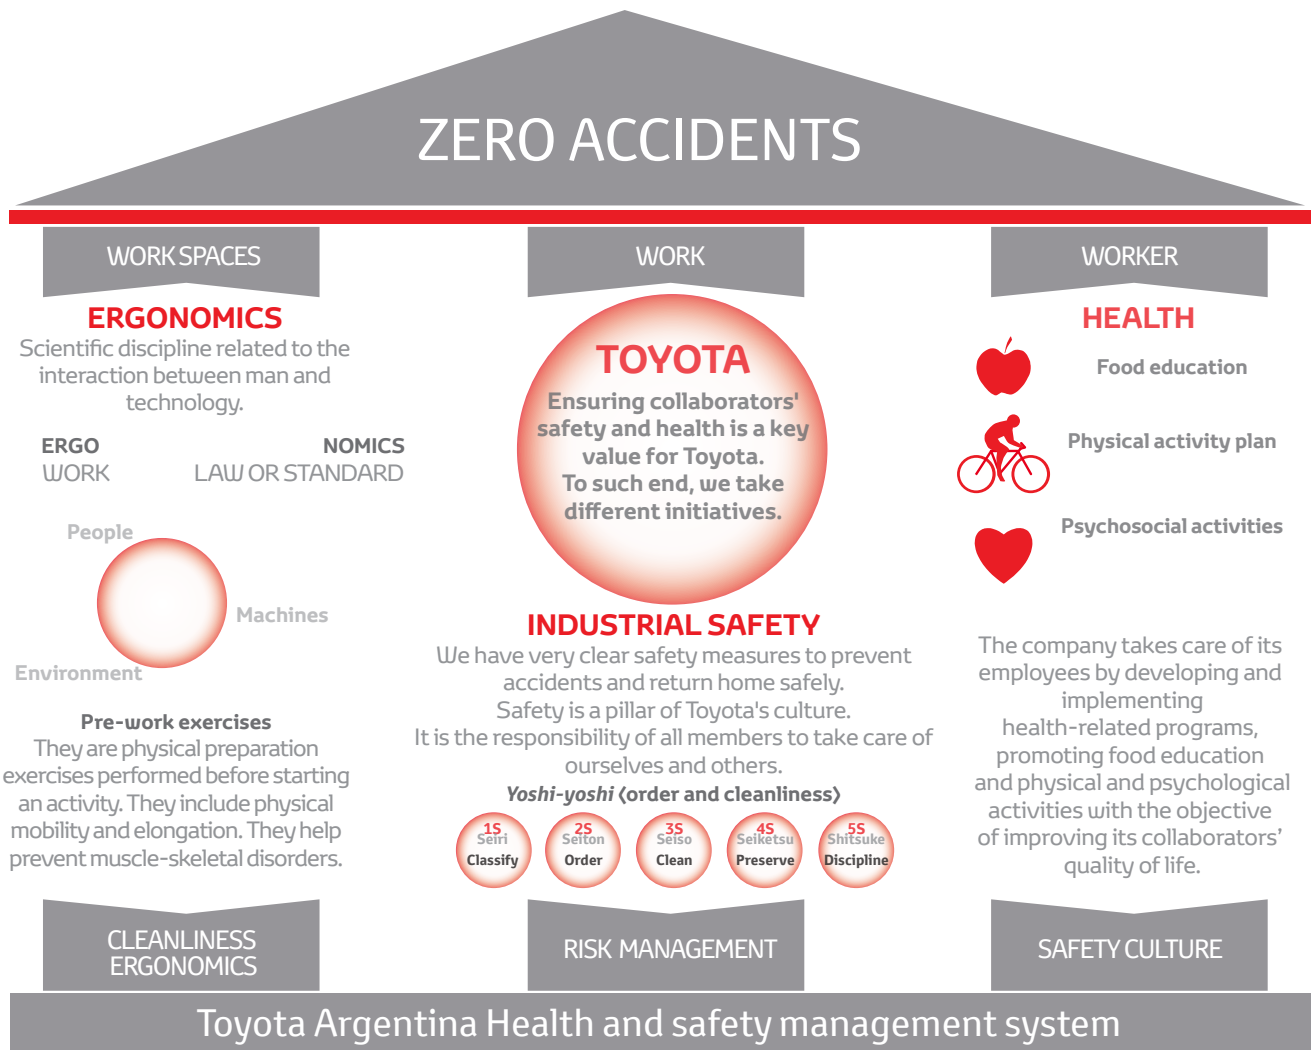 ZERO ACCIDENTS
WORK SPACES
ERGONOMICS
Scientific discipline related to the
interaction between man and
technology.
ERGO
WORK
NOMICS
LAW OR STANDARD
People
Machines
Environment
Pre-work exercises
They are physical preparation
exercises performed before starting
an activity. They include physical
mobility and elongation. They help
prevent muscle-skeletal disorders.
CLEANLINESS
ERGONOMICS
WORK
TOYOTA
Ensuring collaborators'
safety and health is a key
value for Toyota.
To such end, we take
different initiatives.
INDUSTRIAL SAFETY
We have very clear safety measures to prevent
accidents and return home safely.
Safety is a pillar of Toyota's culture.
It is the responsibility of all members to take care of
ourselves and others.
Yoshi-yoshi (order and cleanliness)
1S
Seiri
Classify
2S
Seiton
Order
3S
Seiso
Clean
4S
Seiketsu
Preserve
5S
Shitsuke
Discipline
RISK MANAGEMENT
WORKER
HEALTH
Food education
Physical activity plan
Psychosocial activities
The company takes care of its
employees by developing and
implementing
health-related programs,
promoting food education
and physical and psychological
activities with the objective
of improving its collaborators’
quality of life.
SAFETY CULTURE
Toyota Argentina Health and safety management system